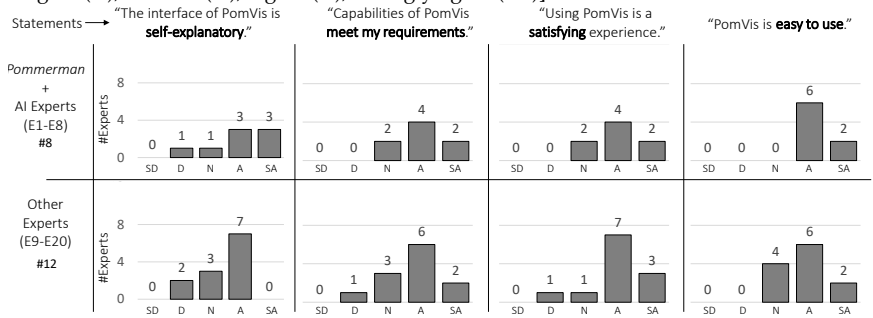 Statements
"The interface of PomVis is
self-explanatory."
"Capabilities of PomVis
meet my requirements."
"Using PomVis is a
satisfying experience."
"PomVis is easy to use."
Pommerman
+
AI Experts
(E1-E8)
#8
#Experts
8
4
0
0 1 1 3 3
SD D N A SA
0 0 2 4 2
SD D N A SA
0 0 2 4 2
SD D N A SA
0 0 0 6 2
SD D N A SA
Other
Experts
(E9-E20)
#12
#Experts
8
4
0
0 2 3 7 0
SD D N A SA
0 1 3 6 2
SD D N A SA
0 1 1 7 3
SD D N A SA
0 0 4 6 2
SD D N A SA